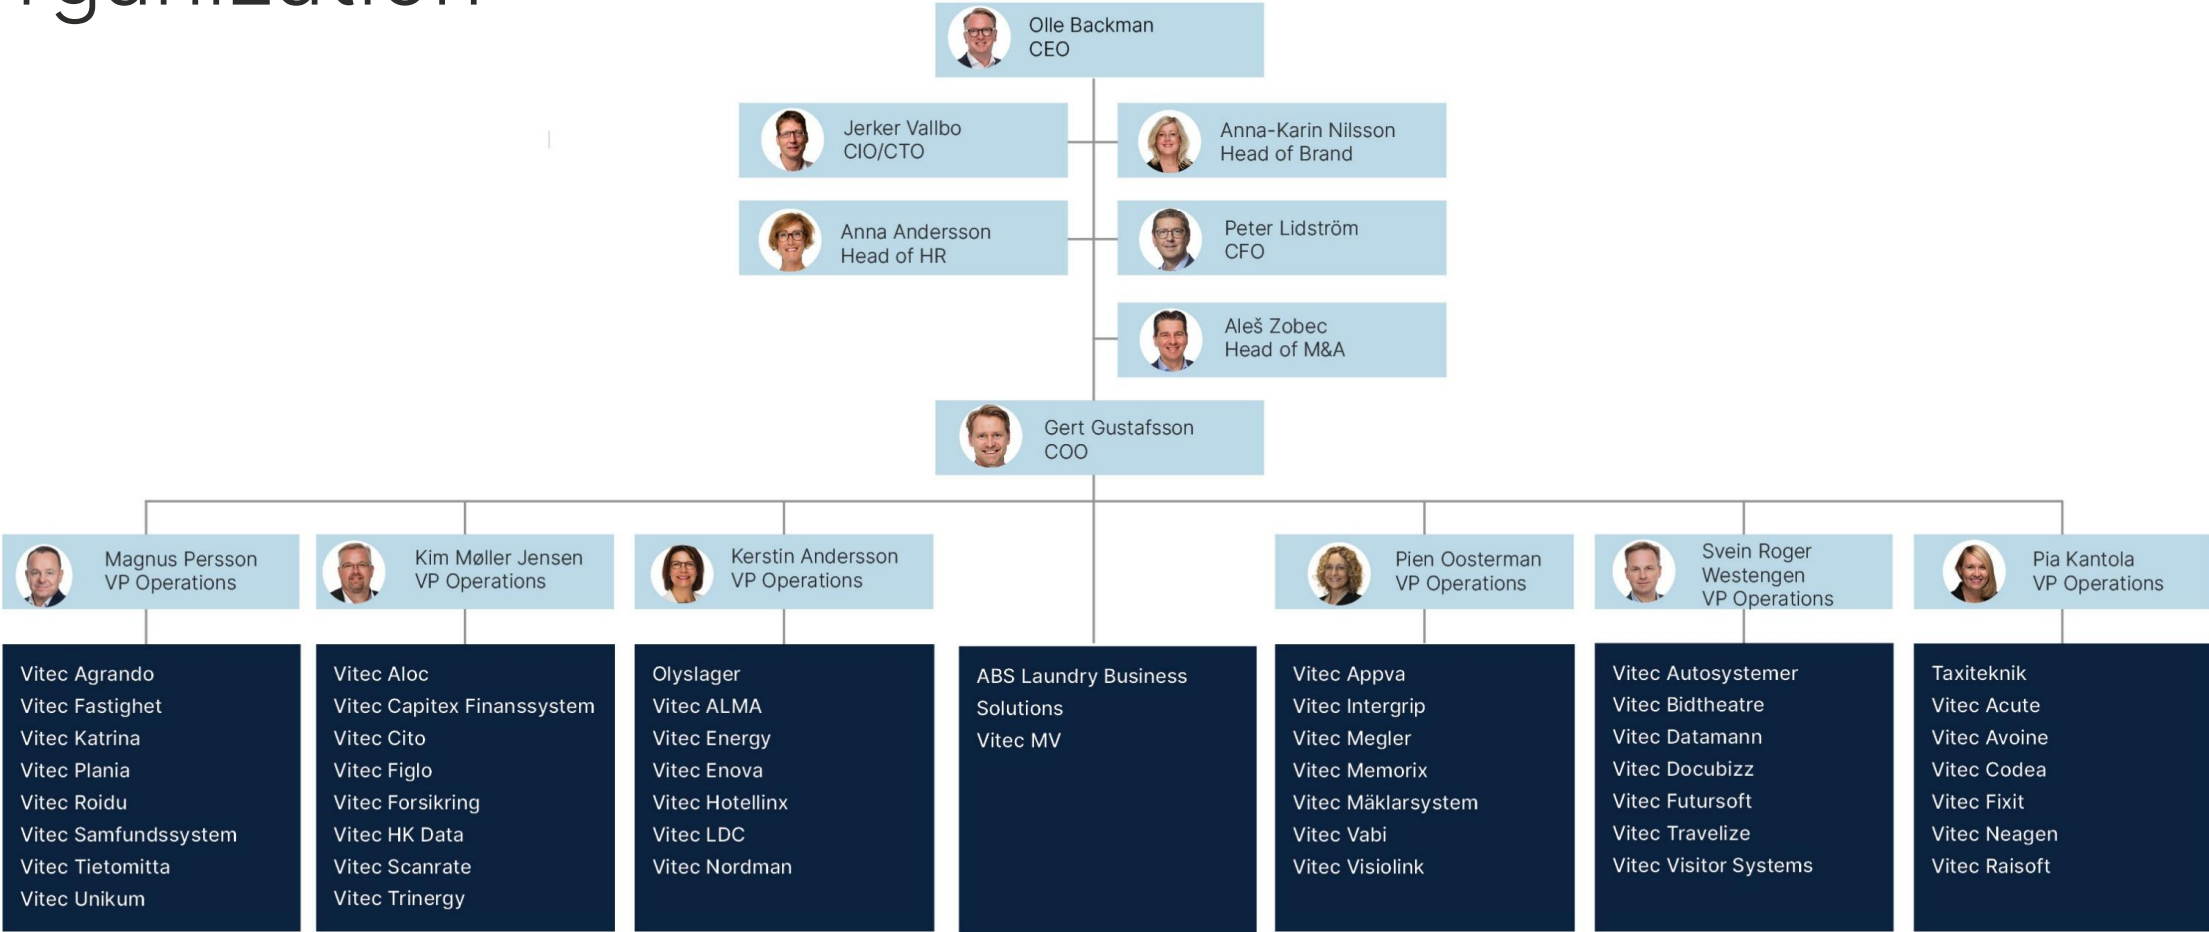 Olle Backman
CEO
Jerker Vallbo
CIO/CTO
Anna-Karin Nilsson
Head of Brand
Anna Andersson
Head of HR
Peter Lidström
CFO
Aleš Zobec
Head of M&A
Gert Gustafsson
COO
Magnus Persson
VP Operations
Kim Møller Jensen
VP Operations
Kerstin Andersson
VP Operations
Pien Oosterman
VP Operations
Svein Roger
Westengen
VP Operations
Pia Kantola
VP Operations
Vitec Agrando
Vitec Fastighet
Vitec Katrina
Vitec Plania
Vitec Roidu
Vitec Samfundssystem
Vitec Tietomitta
Vitec Unikum
Vitec Aloc
Vitec Capitex Finanssystem
Vitec Cito
Vitec Figlo
Vitec Forsikring
Vitec HK Data
Vitec Scanrate
Vitec Trinergy
Olyslager
Vitec ALMA
Vitec Energy
Vitec Enova
Vitec Hotellinx
Vitec LDC
Vitec Nordman
ABS Laundry Business
Solutions
Vitec MV
Vitec Appva
Vitec Intergrip
Vitec Megler
Vitec Memorix
Vitec Mäklarsystem
Vitec Vabi
Vitec Visiolink
Vitec Autosystemer
Vitec Bidtheatre
Vitec Datamann
Vitec Docubizz
Vitec Futursoft
Vitec Travelize
Vitec Visitor Systems
Taxiteknik
Vitec Acute
Vitec Avoine
Vitec Codea
Vitec Fixit
Vitec Neagen
Vitec Raisoft